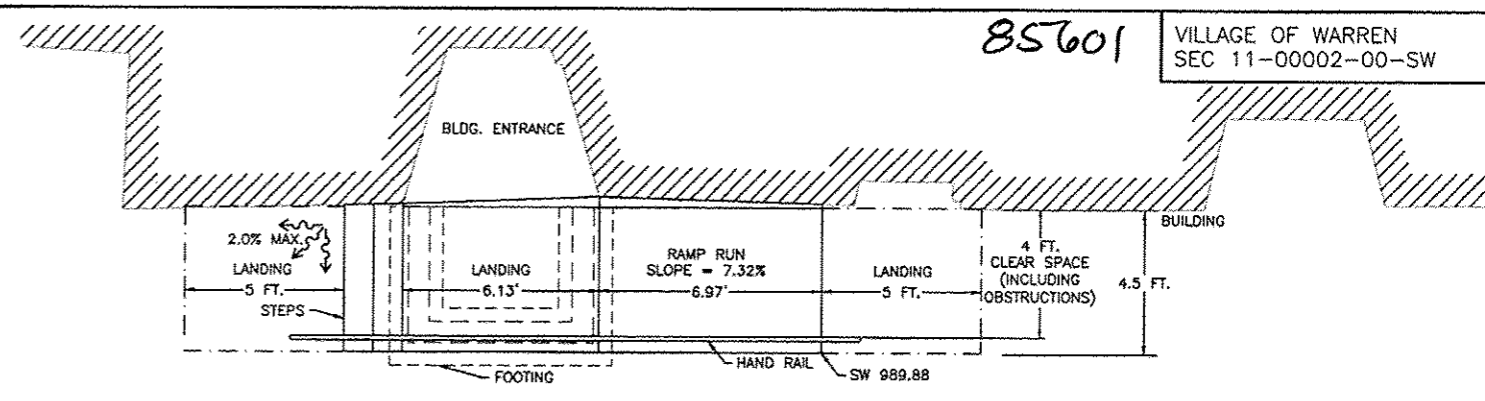 85601
VILLAGE OF WARREN
SEC 11-00002-00-SW
BLDG. ENTRANCE
BUILDING
2.0% MAX.
LANDING
5 FT.
STEPS
LANDING
6.13'
RAMP RUN
SLOPE = 7.32%
6.97'
LANDING
5 FT.
4 FT.
CLEAR SPACE
(INCLUDING
OBSTRUCTIONS)
4.5 FT.
HAND RAIL
SW 989.88
FOOTING